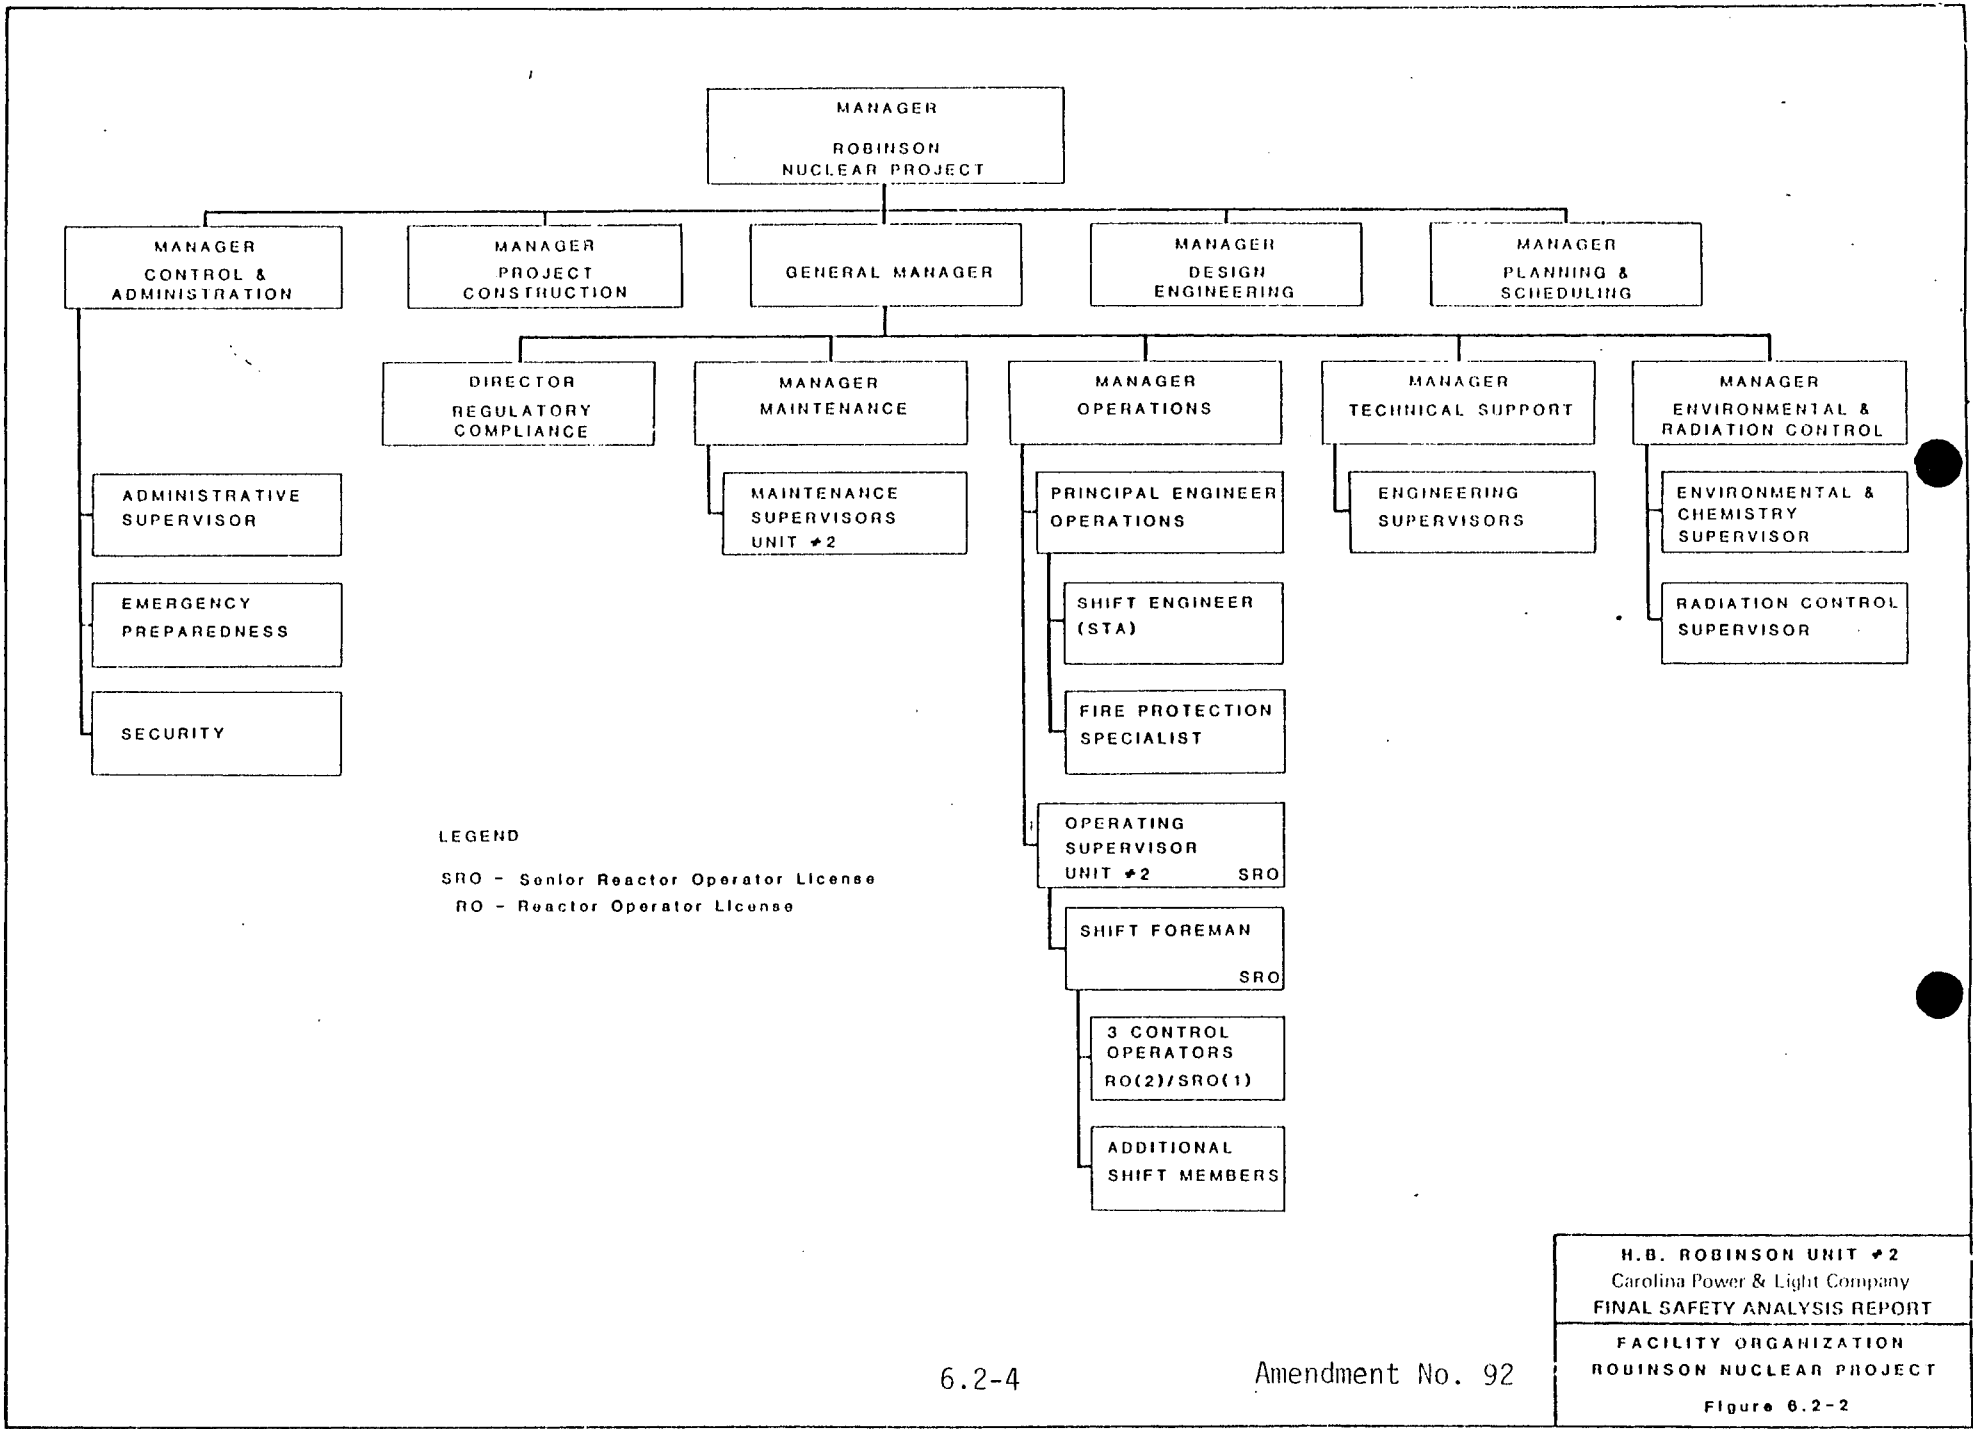 MANAGER
ROBINSON
NUCLEAR PROJECT
MANAGER
CONTROL &
ADMINISTRATION
MANAGER
PROJECT
CONSTRUCTION
GENERAL MANAGER
MANAGER
DESIGN
ENGINEERING
MANAGER
PLANNING &
SCHEDULING
DIRECTOR
REGULATORY
COMPLIANCE
MANAGER
MAINTENANCE
MANAGER
OPERATIONS
MANAGER
TECHNICAL SUPPORT
MANAGER
ENVIRONMENTAL &
RADIATION CONTROL
ADMINISTRATIVE
SUPERVISOR
EMERGENCY
PREPAREDNESS
SECURITY
MAINTENANCE
SUPERVISORS
UNIT #2
PRINCIPAL ENGINEER
OPERATIONS
SHIFT ENGINEER
(STA)
FIRE PROTECTION
SPECIALIST
OPERATING
SUPERVISOR
UNIT #2 SRO
SHIFT FOREMAN
SRO
3 CONTROL
OPERATORS
RO(2)/SRO(1)
ADDITIONAL
SHIFT MEMBERS
ENGINEERING
SUPERVISORS
ENVIRONMENTAL &
CHEMISTRY
SUPERVISOR
RADIATION CONTROL
SUPERVISOR
LEGEND
SRO - Senior Reactor Operator License
RO - Reactor Operator License
H.B. ROBINSON UNIT #2
Carolina Power & Light Company
FINAL SAFETY ANALYSIS REPORT
FACILITY ORGANIZATION
ROBINSON NUCLEAR PROJECT
Figure 6.2-2
6.2-4
Amendment No. 92